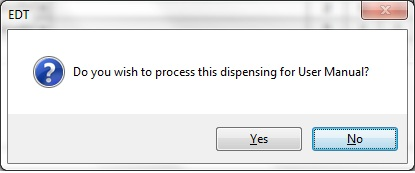 EDT
Do you wish to process this dispensing for User Manual?
Yes
No